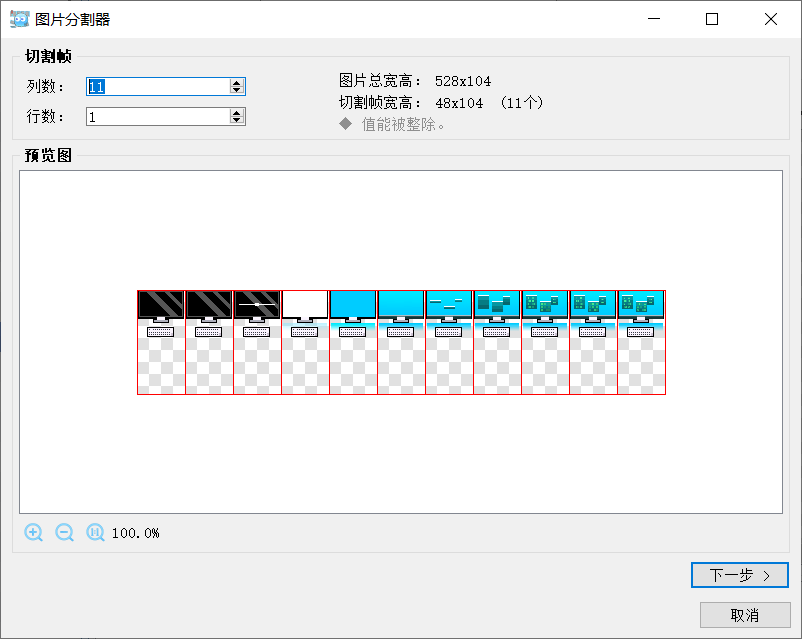 图片分割器
切割帧
列数： 11
行数： 1
图片总宽高： 528x104
切割帧宽高： 48x104 (11个)
◆ 值能被整除。
预览图
100.0%
下一步 >
取消